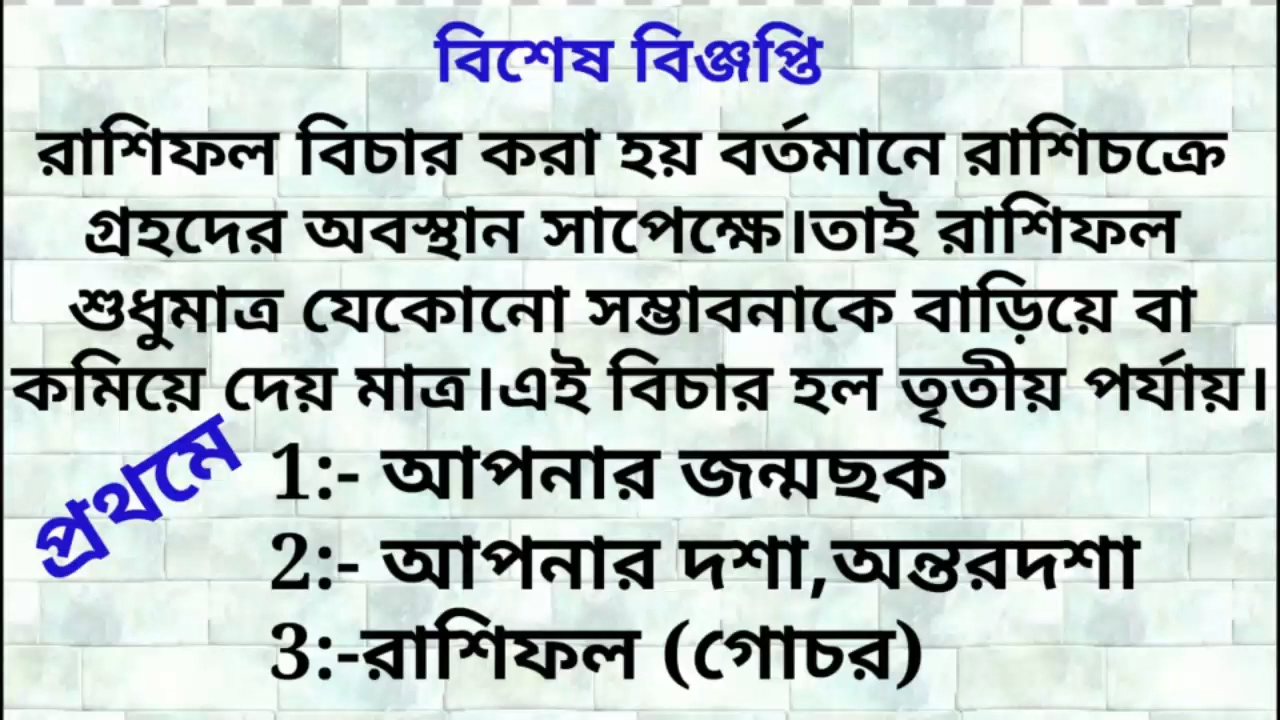 বিশেষ বিঞ্জপ্তি
রাশিফল বিচার করা হয় বর্তমানে রাশিচক্রে
গ্রহদের অবস্থান সাপেক্ষে।তাই রাশিফল
শুধুমাত্র যেকোনো সম্ভাবনাকে বাড়িয়ে বা
কমিয়ে দেয় মাত্র।এই বিচার হল তৃতীয় পর্যায়।
প্রথমে
1:- আপনার জন্মছক
2:- আপনার দশা,অন্তরদশা
3:-রাশিফল (গোচর)